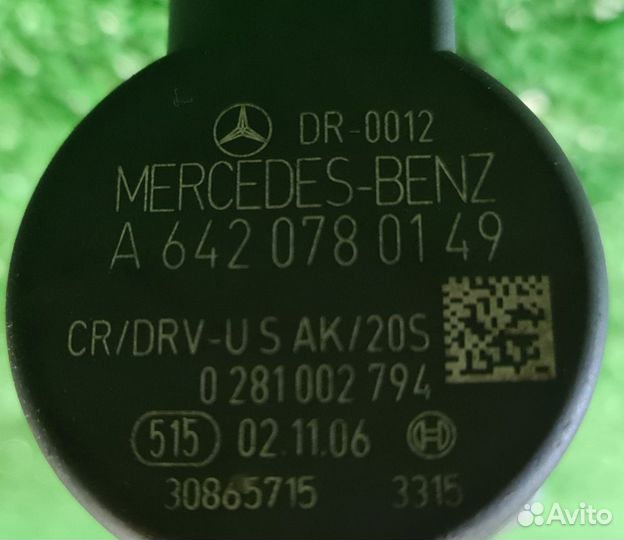 DR-0012
MERCEDES-BENZ
A 642 078 01 49
CR/DRV-U S AK/20S
0 281 002 794
515 02.11.06
30865715 3315
Avito